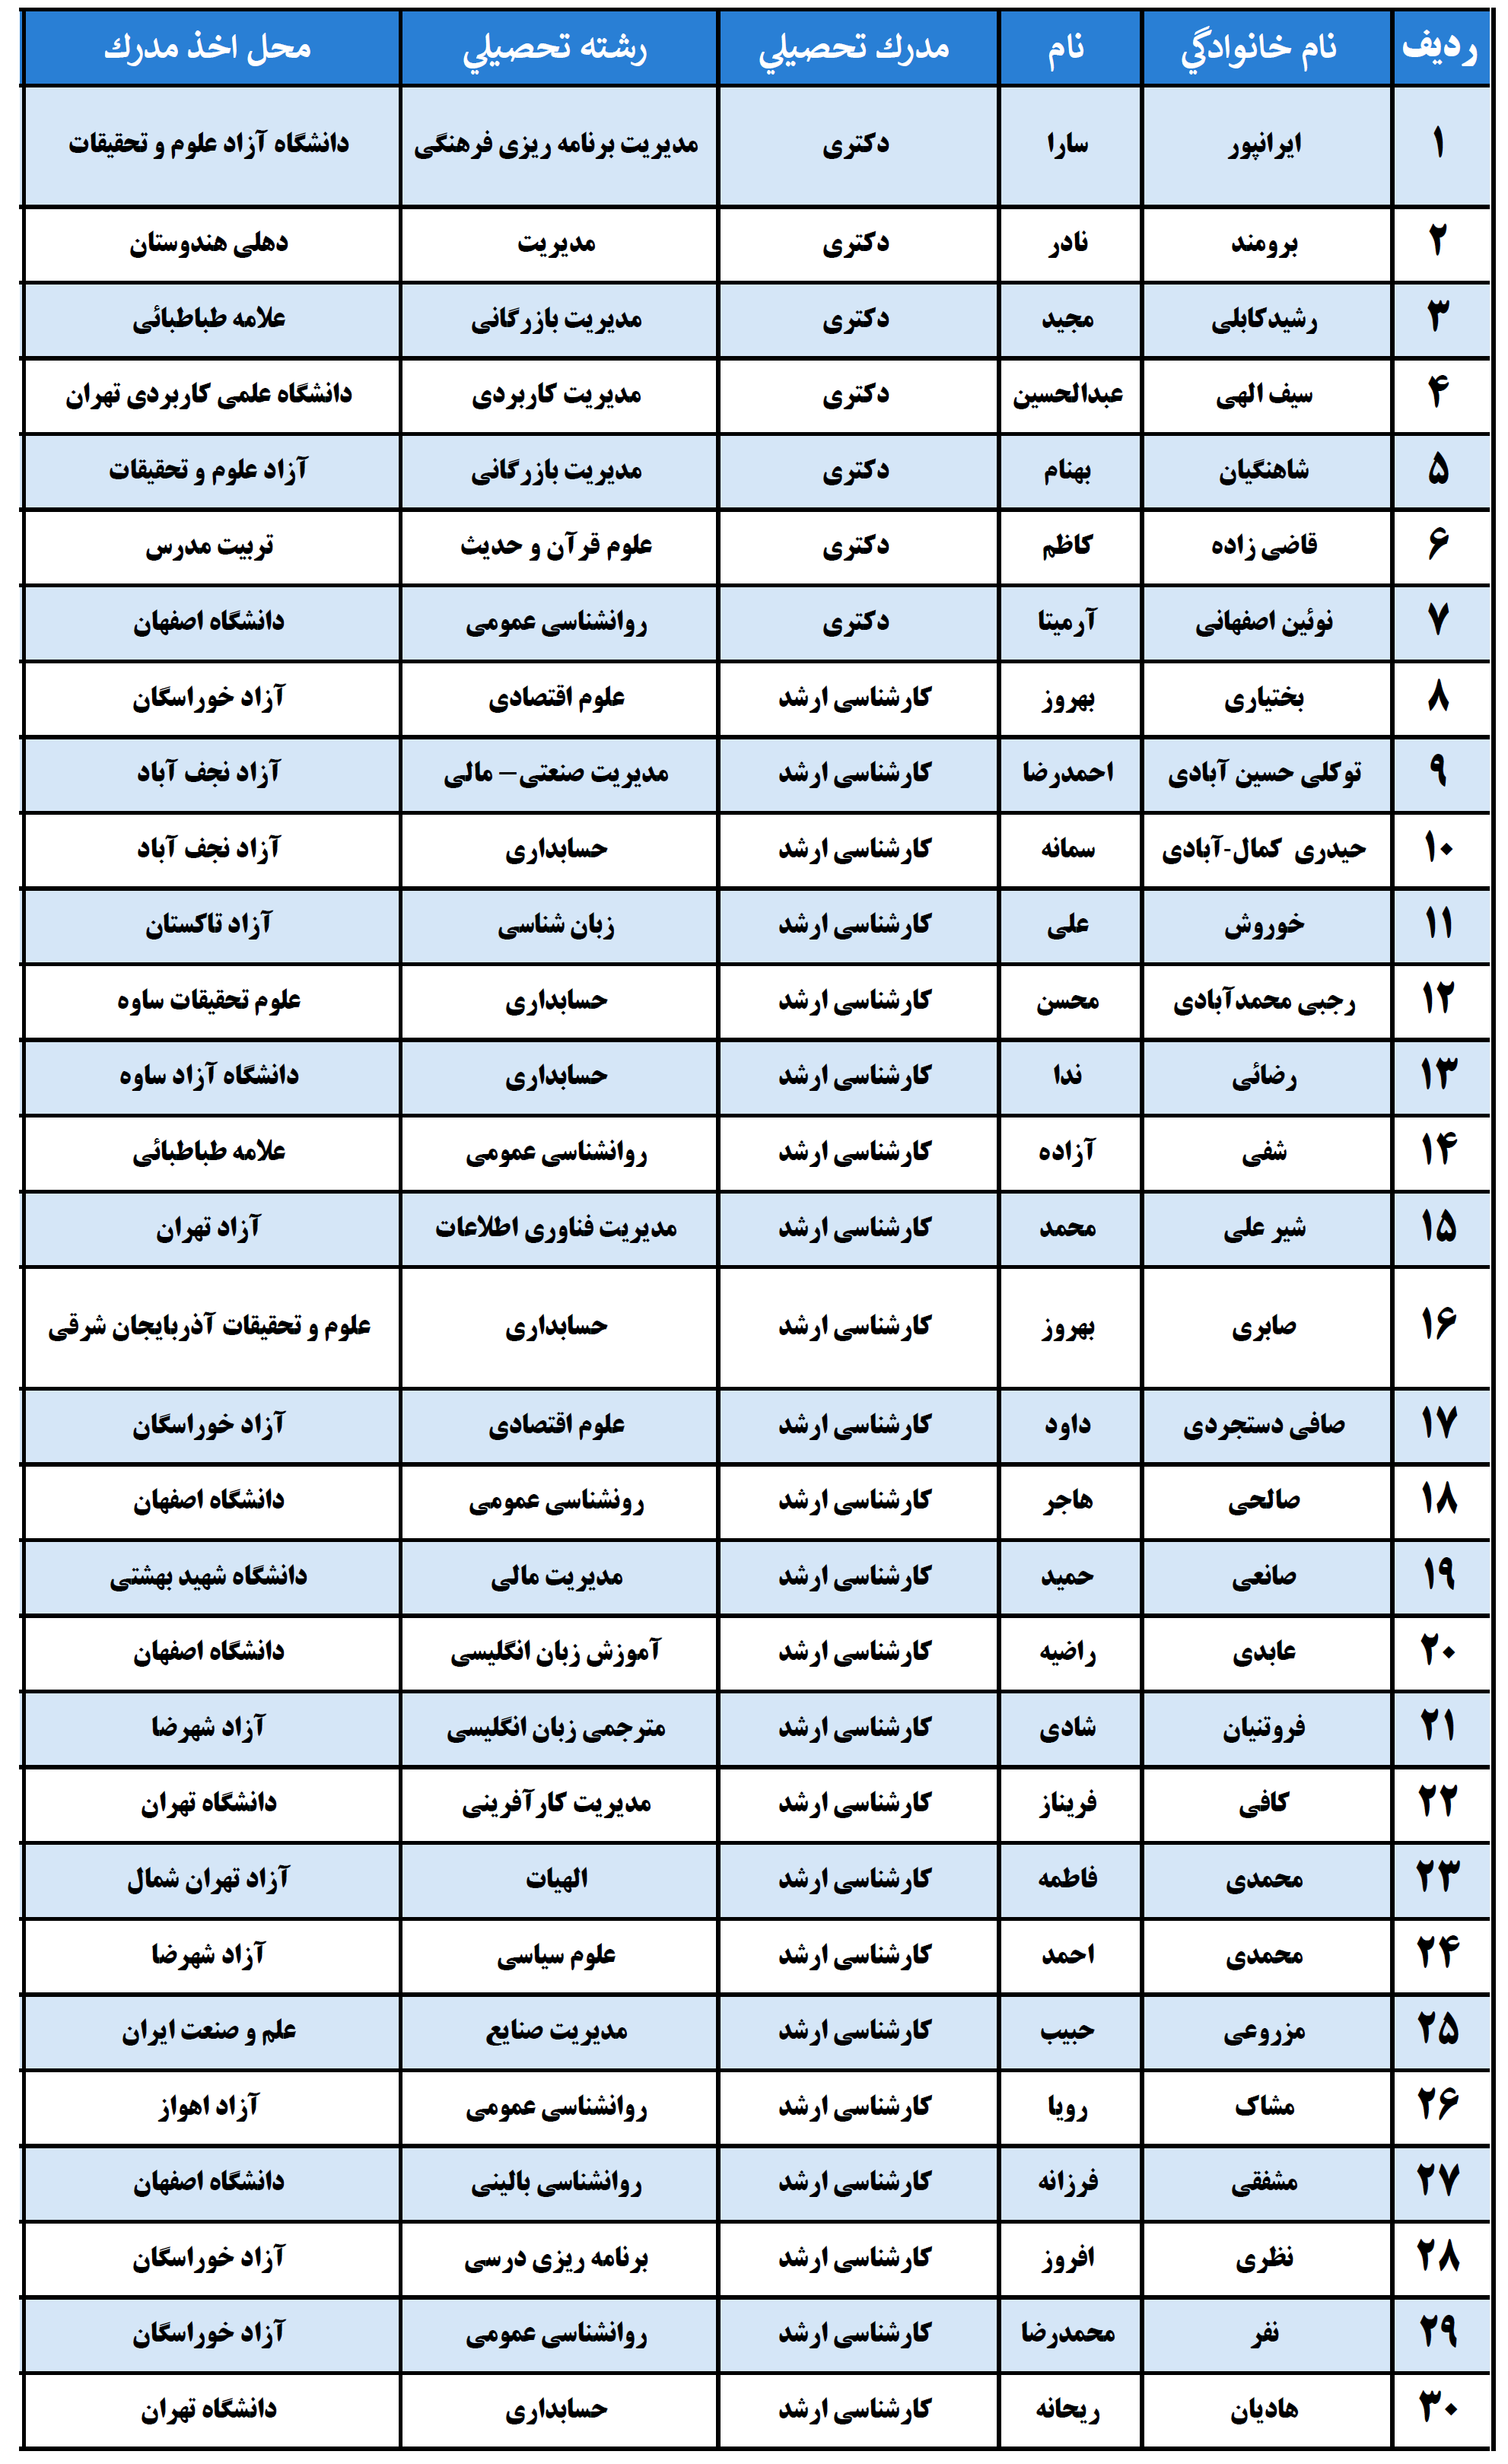 ردیف نام خانوادگي نام مدرك تحصيلي رشته تحصيلي محل اخذ مدرك
۱ ایرانپور سارا دکتری مدیریت برنامه ریزی فرهنگی دانشگاه آزاد علوم و تحقیقات
۲ برومند نادر دکتری مدیریت دهلی هندوستان
۳ رشیدکابلی مجید دکتری مدیریت بازرگانی علامه طباطبائی
۴ سیف الهی عبدالحسین دکتری مدیریت کاربردی دانشگاه علمی کاربردی تهران
۵ شاهنگیان بهنام دکتری مدیریت بازرگانی آزاد علوم و تحقیقات
۶ قاضی زاده کاظم دکتری علوم قرآن و حدیث تربیت مدرس
۷ نوئین اصفهانی آرمیتا دکتری روانشناسی عمومی دانشگاه اصفهان
۸ بختیاری بهروز کارشناسی ارشد علوم اقتصادی آزاد خوراسگان
۹ توکلی حسین آبادی احمدرضا کارشناسی ارشد مدیریت صنعتی– مالی آزاد نجف آباد
۱۰ حیدری کمال-آبادی سمانه کارشناسی ارشد حسابداری آزاد نجف آباد
۱۱ خوروش علی کارشناسی ارشد زبان شناسی آزاد تاکستان
۱۲ رجبی محمدآبادی محسن کارشناسی ارشد حسابداری علوم تحقیقات ساوه
۱۳ رضائی ندا کارشناسی ارشد حسابداری دانشگاه آزاد ساوه
۱۴ شفی آزاده کارشناسی ارشد روانشناسی عمومی علامه طباطبائی
۱۵ شیر علی محمد کارشناسی ارشد مدیریت فناوری اطلاعات آزاد تهران
۱۶ صابری بهروز کارشناسی ارشد حسابداری علوم و تحقیقات آذربایجان شرقی
۱۷ صافی دستجردی داود کارشناسی ارشد علوم اقتصادی آزاد خوراسگان
۱۸ صالحی هاجر کارشناسی ارشد رونشناسی عمومی دانشگاه اصفهان
۱۹ صانعی حمید کارشناسی ارشد مدیریت مالی دانشگاه شهید بهشتی
۲۰ عابدی راضیه کارشناسی ارشد آموزش زبان انگلیسی دانشگاه اصفهان
۲۱ فروتنیان شادی کارشناسی ارشد مترجمی زبان انگلیسی آزاد شهرضا
۲۲ کافی فریناز کارشناسی ارشد مدیریت کارآفرینی دانشگاه تهران
۲۳ محمدی فاطمه کارشناسی ارشد الهیات آزاد تهران شمال
۲۴ محمدی احمد کارشناسی ارشد علوم سیاسی آزاد شهرضا
۲۵ مزروعی حبیب کارشناسی ارشد مدیریت صنایع علم و صنعت ایران
۲۶ مشاک رویا کارشناسی ارشد روانشناسی عمومی آزاد اهواز
۲۷ مشفقی فرزانه کارشناسی ارشد روانشناسی بالینی دانشگاه اصفهان
۲۸ نظری افروز کارشناسی ارشد برنامه ریزی درسی آزاد خوراسگان
۲۹ نفر محمدرضا کارشناسی ارشد روانشناسی عمومی آزاد خوراسگان
۳۰ هادیان ریحانه کارشناسی ارشد حسابداری دانشگاه تهران